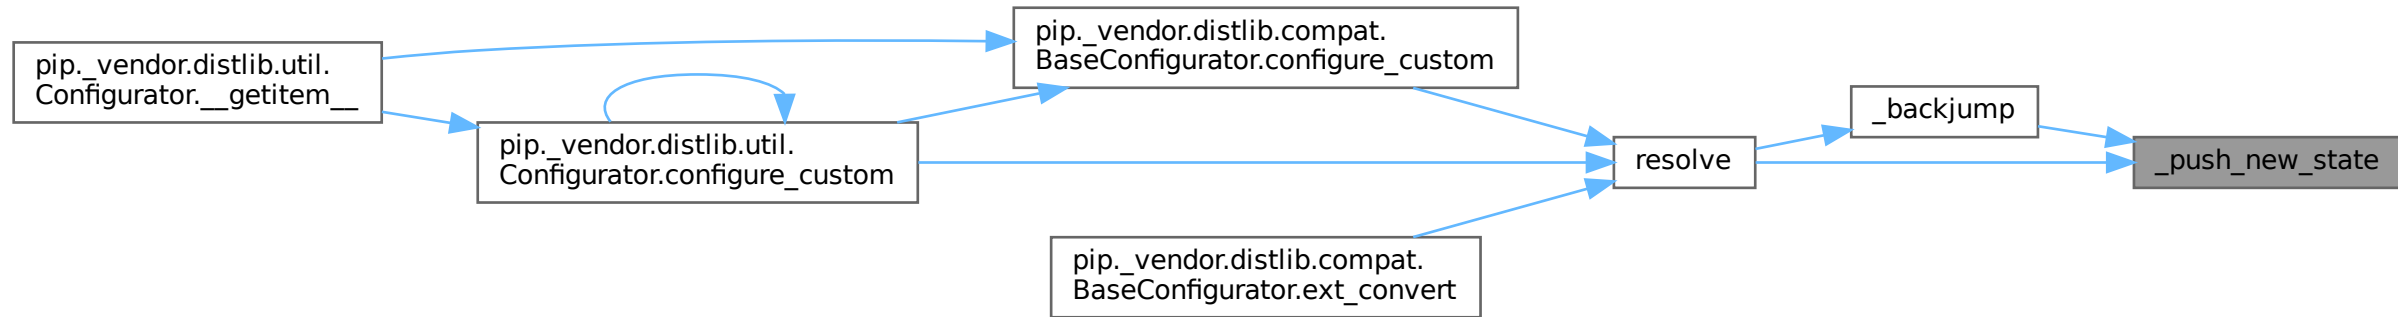 pip._vendor.distlib.util.
Configurator.__getitem__
pip._vendor.distlib.compat.
BaseConfigurator.configure_custom
pip._vendor.distlib.util.
Configurator.configure_custom
pip._vendor.distlib.compat.
BaseConfigurator.ext_convert
resolve
_backjump
_push_new_state